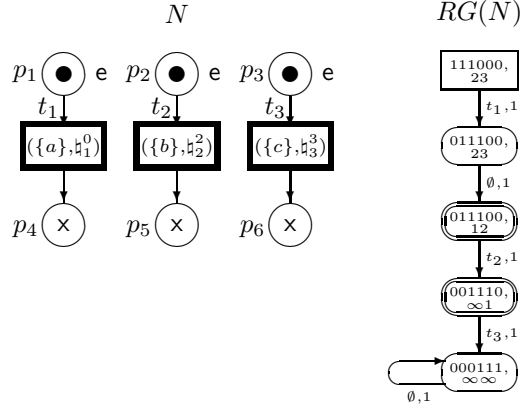 N
RG(N)
p₁ e p₂ e p₃ e
t₁ t₂ t₃
({a},♮₁⁰) ({b},♮₂²) ({c},♮₃³)
p₄ x p₅ x p₆ x
111000,
23
t₁,1
011100,
23
∅,1
011100,
12
t₂,1
001110,
∞1
t₃,1
000111,
∞∞
∅,1